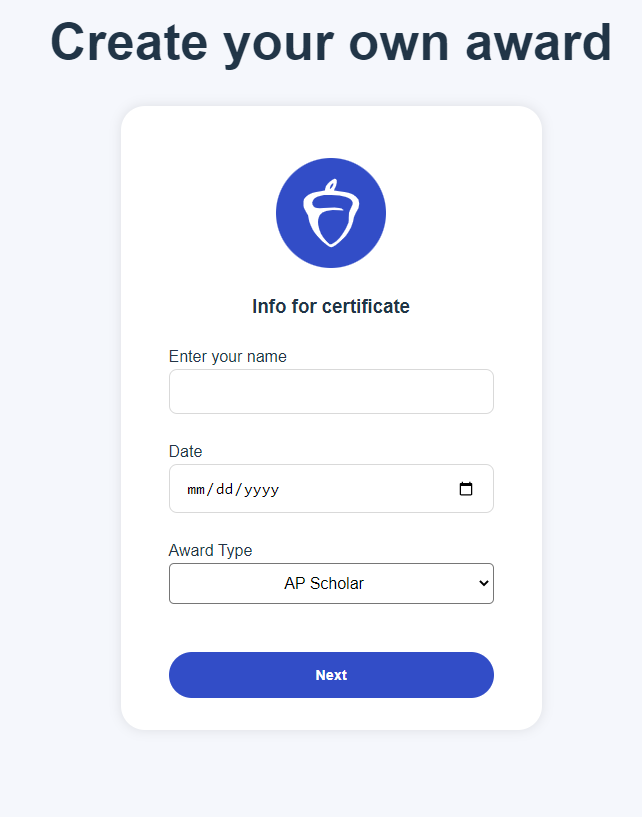 Create your own award
Info for certificate
Enter your name
Date
mm/dd/yyyy
Award Type
AP Scholar
Next